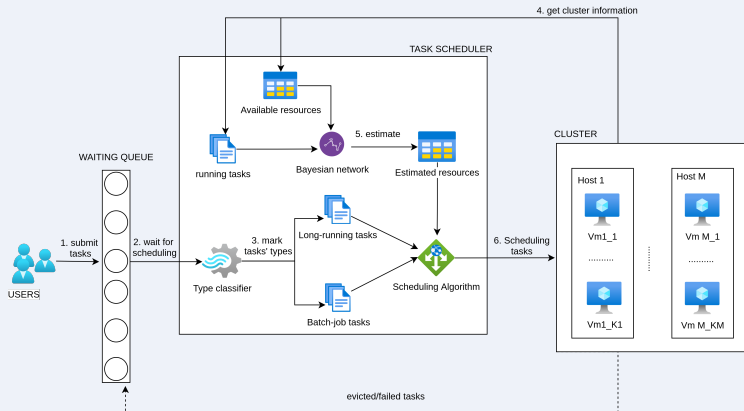 4. get cluster information
TASK SCHEDULER
Available resources
5. estimate
CLUSTER
WAITING QUEUE
running tasks
Bayesian network
Estimated resources
Host 1
Host M
1. submit
tasks
2. wait for
scheduling
3. mark
tasks' types
Long-running tasks
Vm1_1
Vm M_1
6. Scheduling
tasks
USERS
Type classifier
Scheduling Algorithm
Batch-job tasks
Vm1_K1
Vm M_KM
evicted/failed tasks